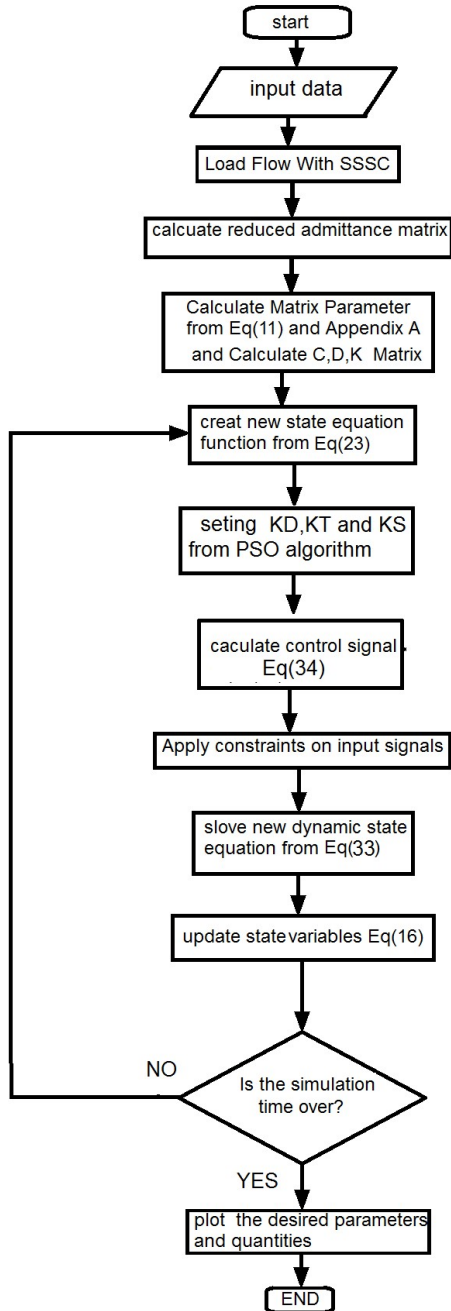 start
input data
Load Flow With SSSC
calcuate reduced admittance matrix
Calculate Matrix Parameter
from Eq(11) and Appendix A
and Calculate C,D,K Matrix
creat new state equation
function from Eq(23)
seting KD,KT and KS
from PSO algorithm
caculate control signal
Eq(34)
Apply constraints on input signals
slove new dynamic state
equation from Eq(33)
update state variables Eq(16)
Is the simulation
time over?
NO
YES
plot the desired parameters
and quantities
END